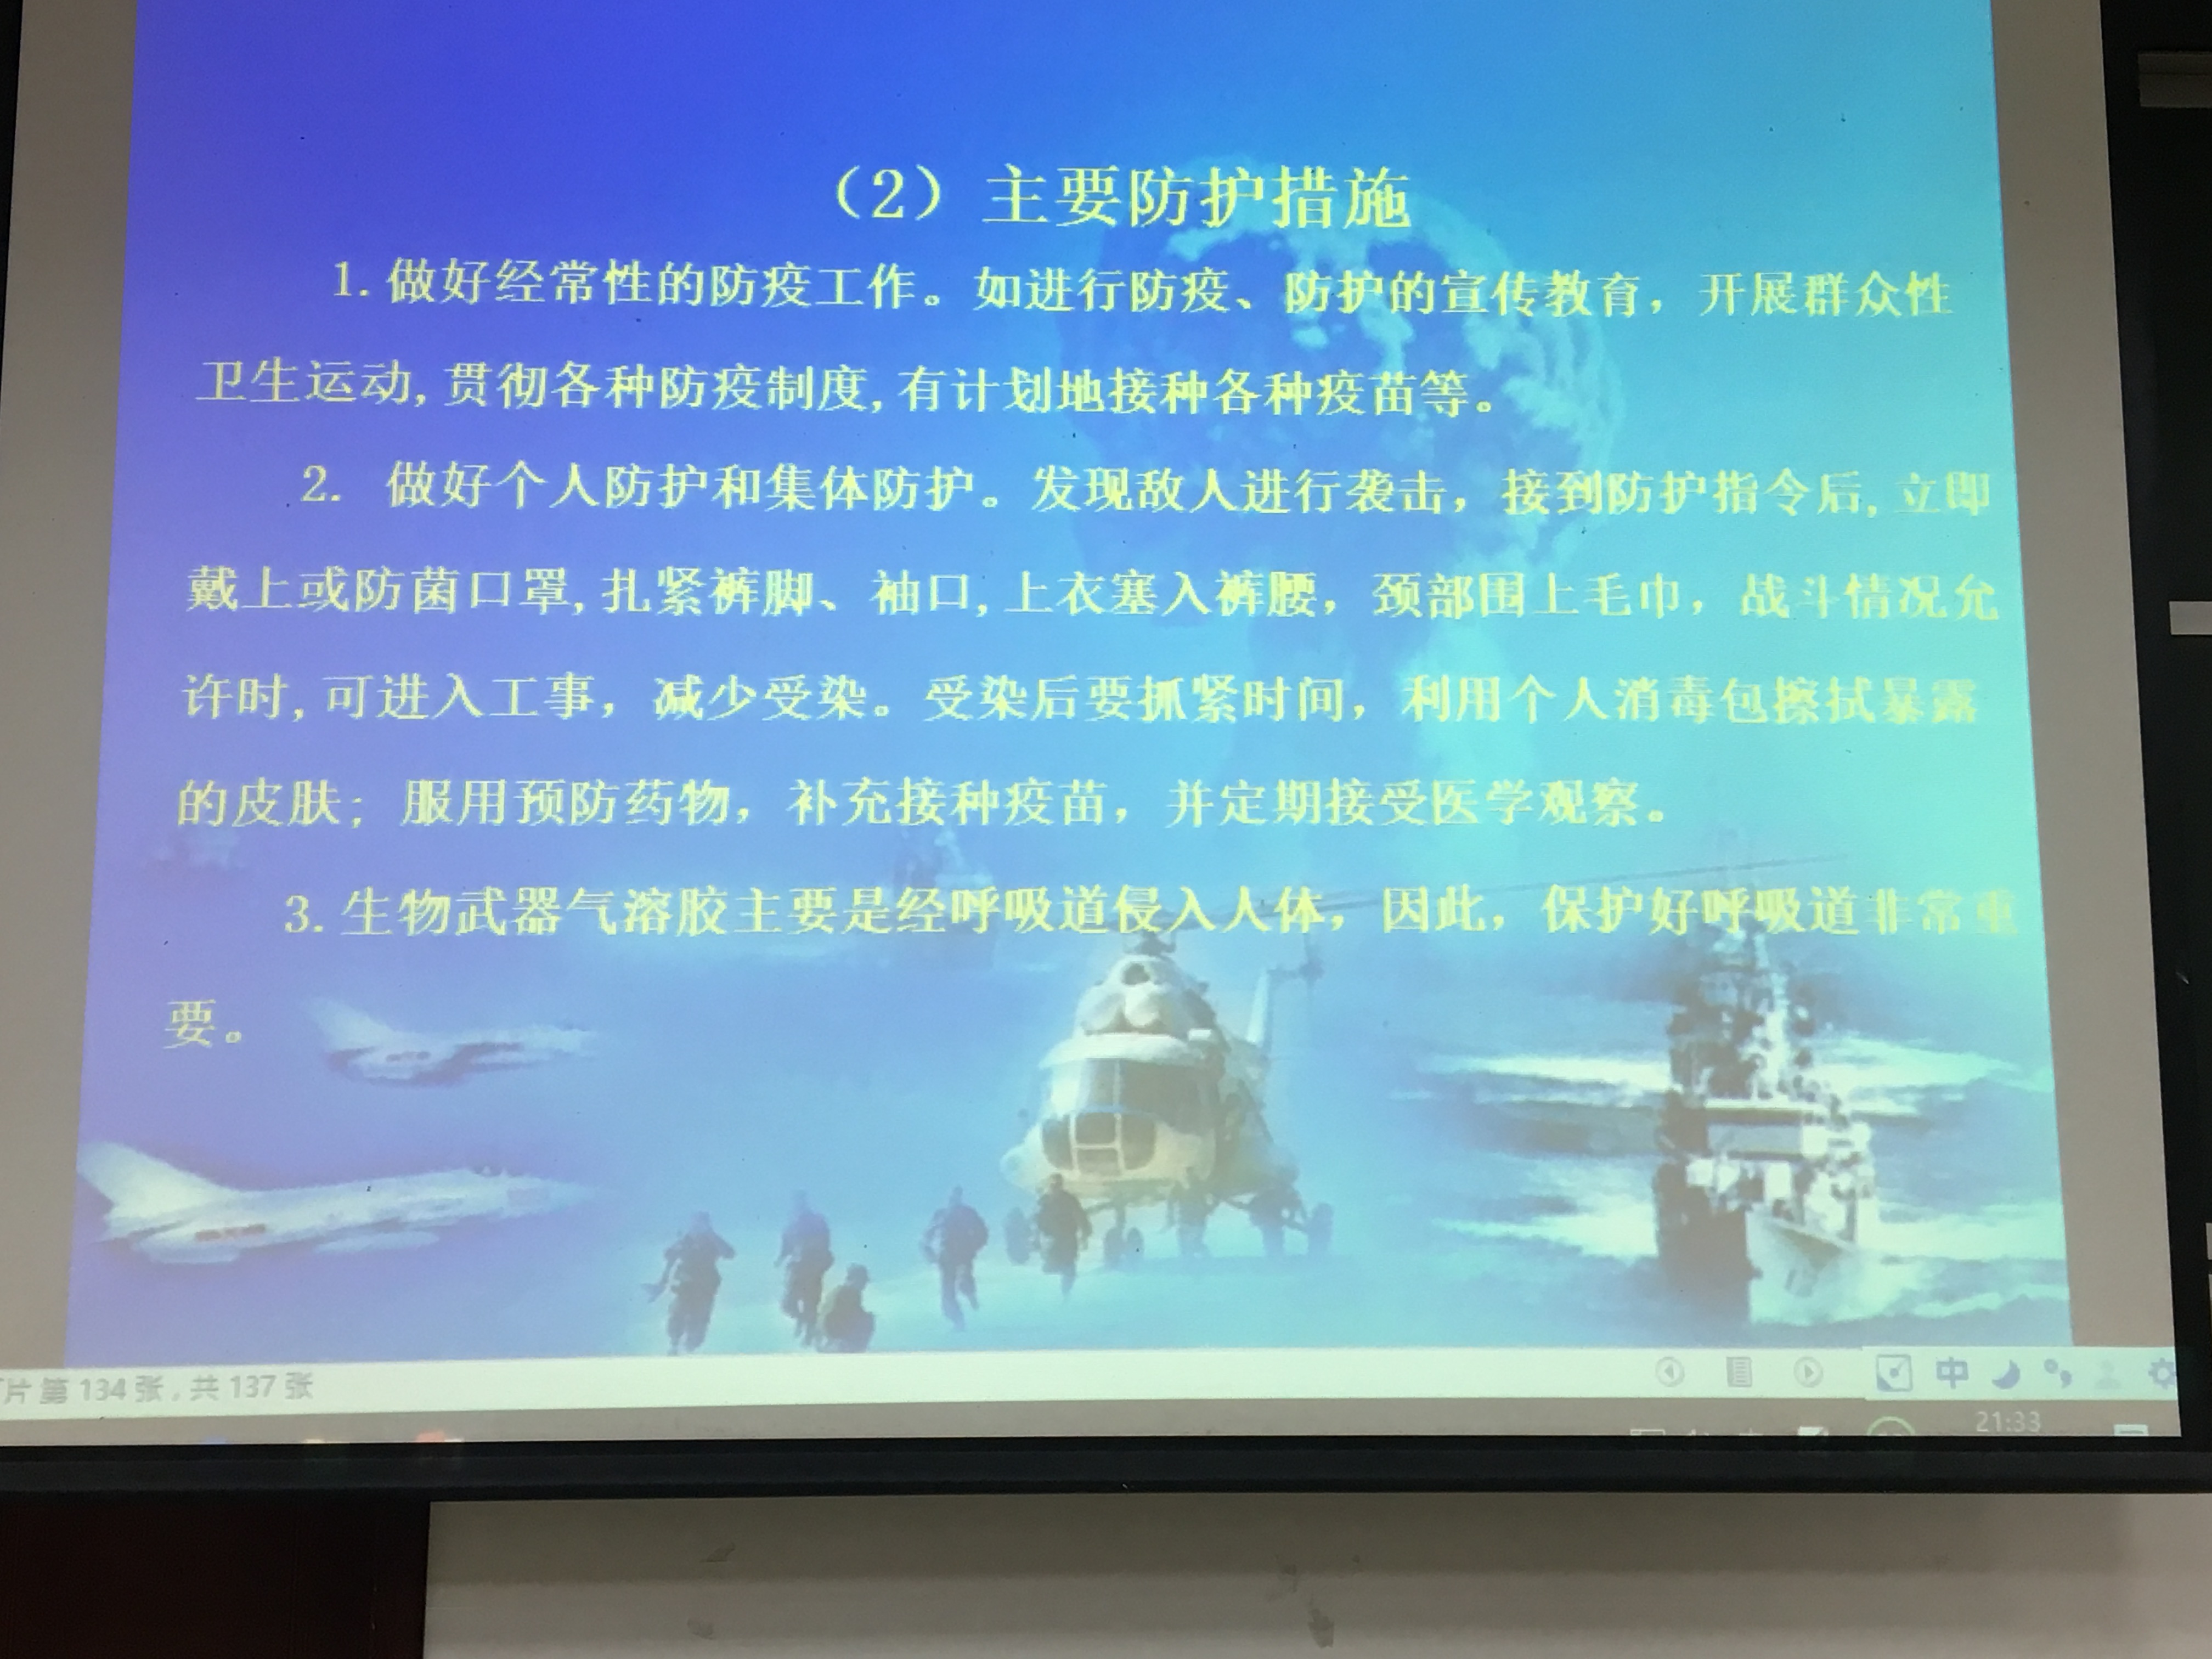 （2）主要防护措施
1.做好经常性的防疫工作。如进行防疫、防护的宣传教育，开展群众性
卫生运动,贯彻各种防疫制度,有计划地接种各种疫苗等。
2. 做好个人防护和集体防护。发现敌人进行袭击，接到防护指令后,立即
戴上或防菌口罩,扎紧裤脚、袖口,上衣塞入裤腰，颈部围上毛巾，战斗情况允
许时,可进入工事，减少受染。受染后要抓紧时间，利用个人消毒包擦拭暴露
的皮肤；服用预防药物，补充接种疫苗，并定期接受医学观察。
3.生物武器气溶胶主要是经呼吸道侵入人体，因此，保护好呼吸道非常重
要。
片 第 134 张，共 137 张
中
21:33